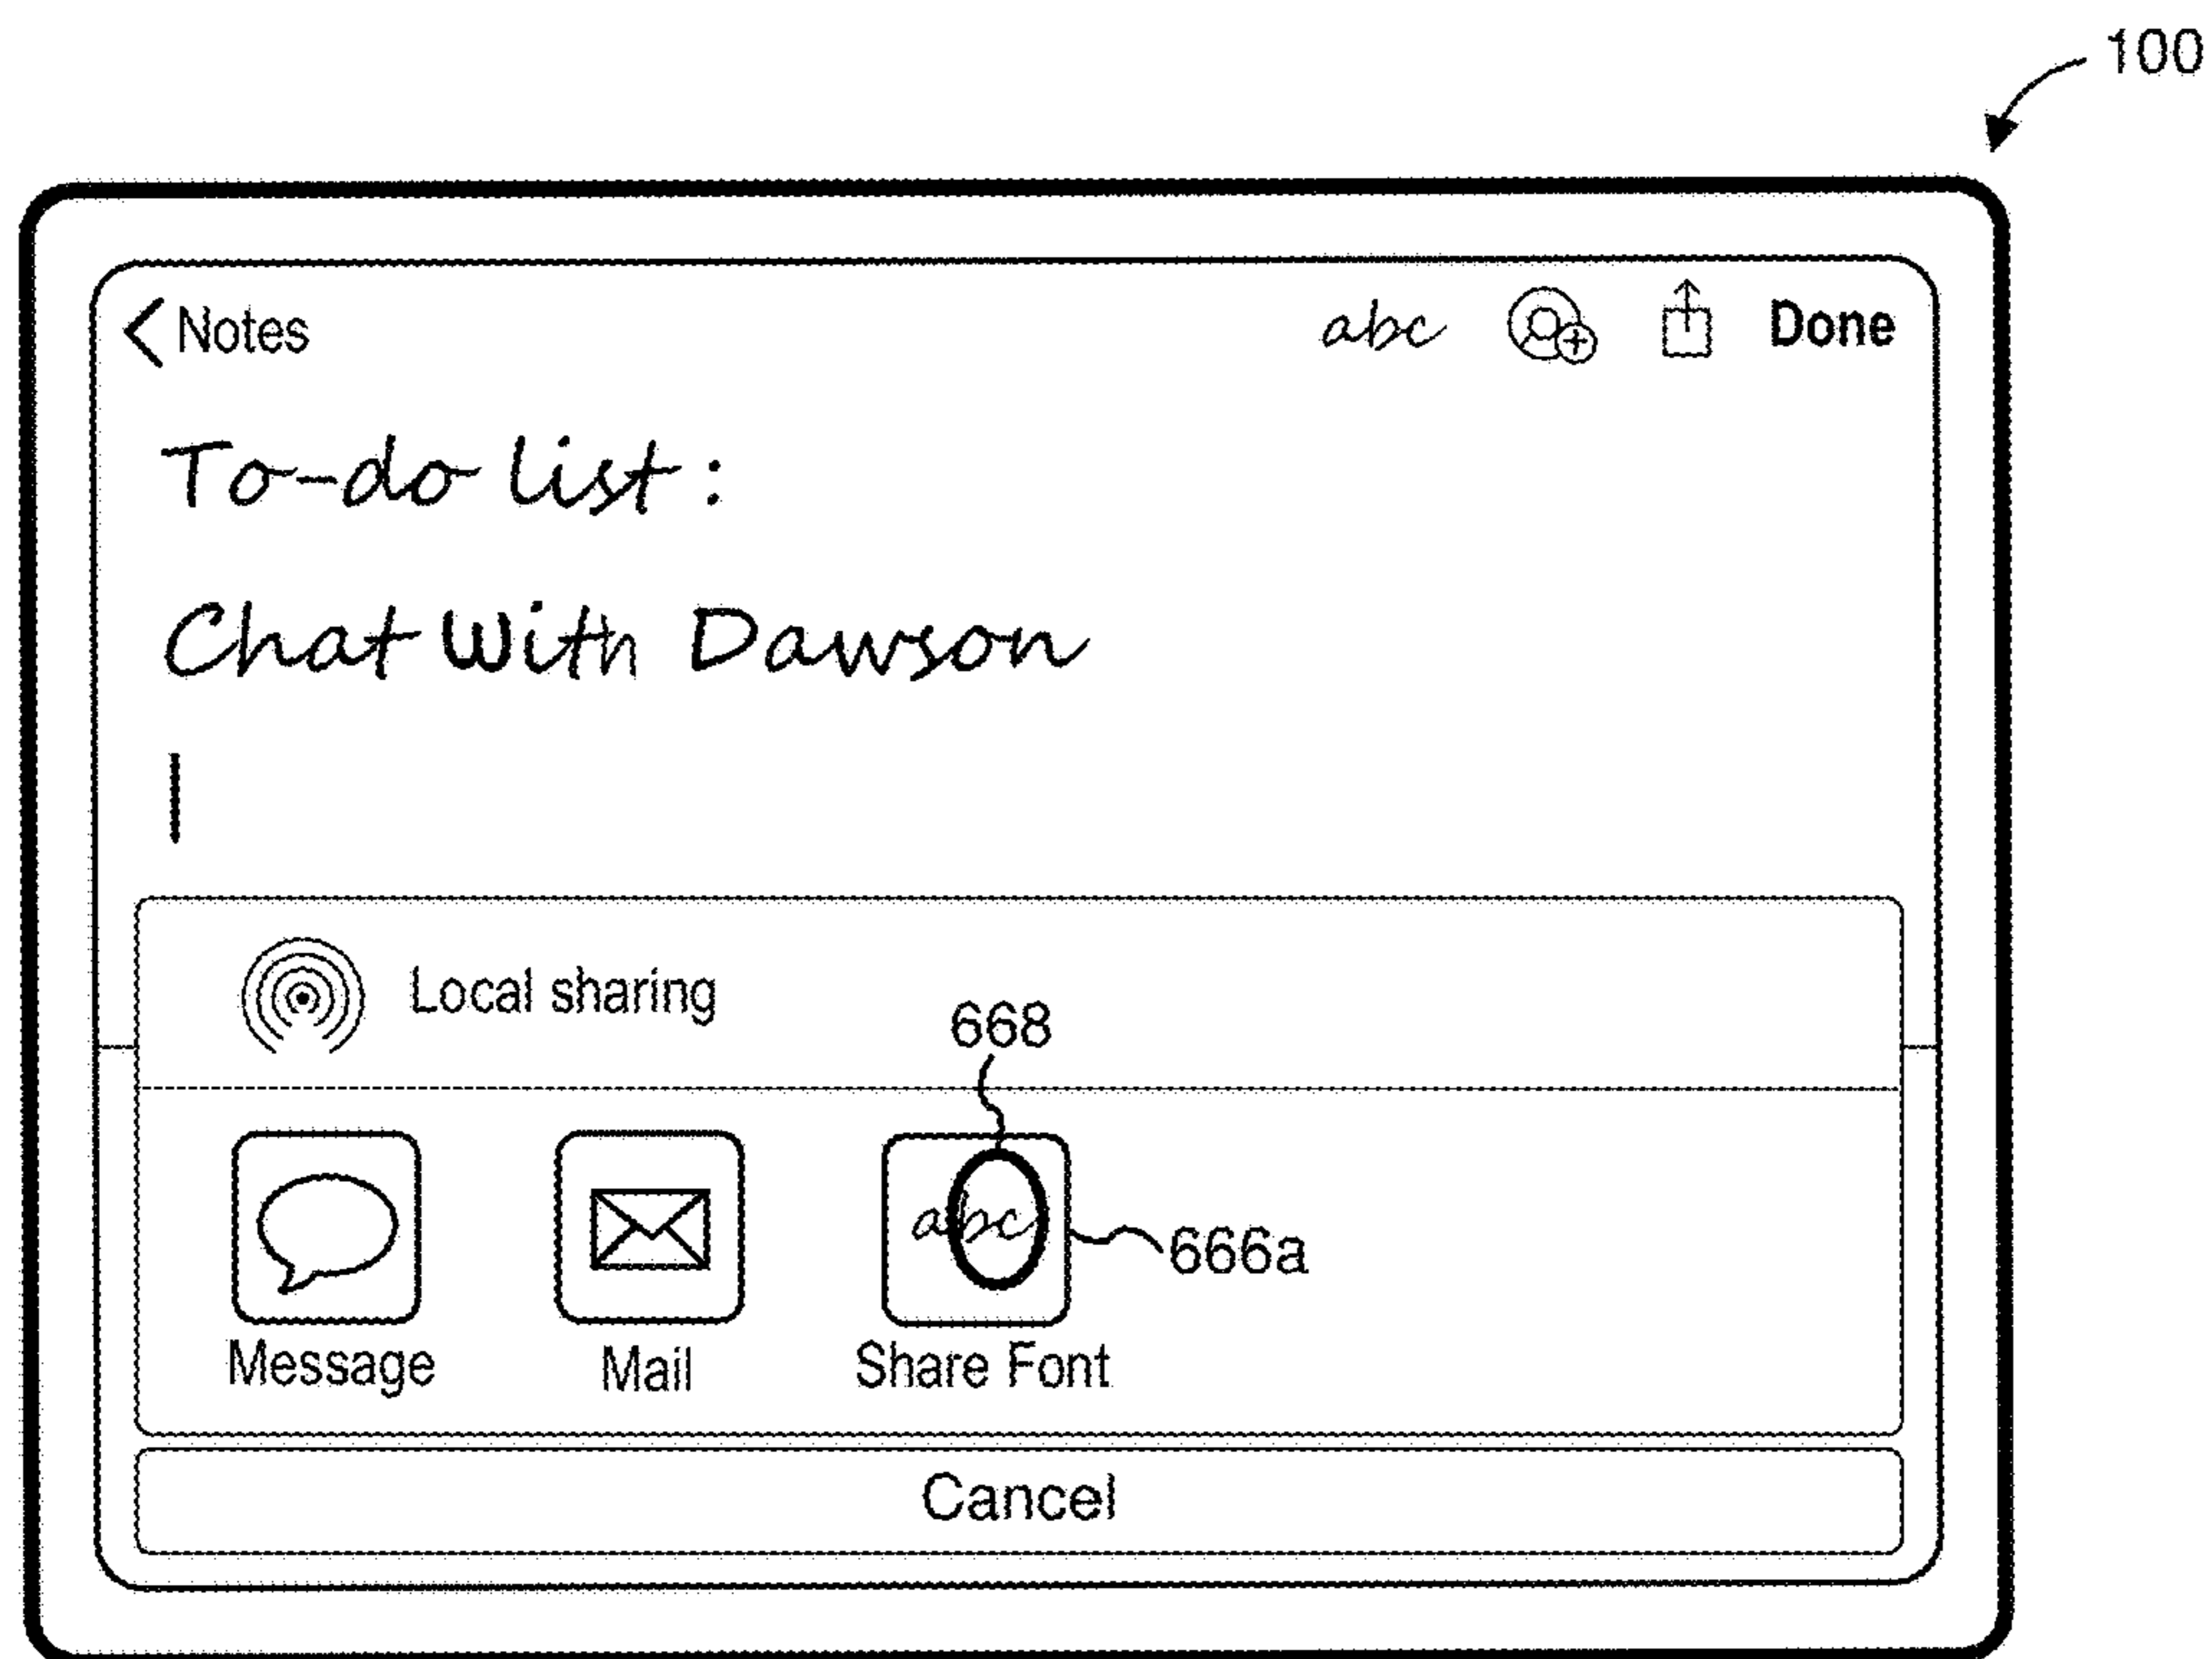 100
Notes abc Done
To-do list :
Chat With Dawson
Local sharing
668
abc
666a
Message Mail Share Font
Cancel